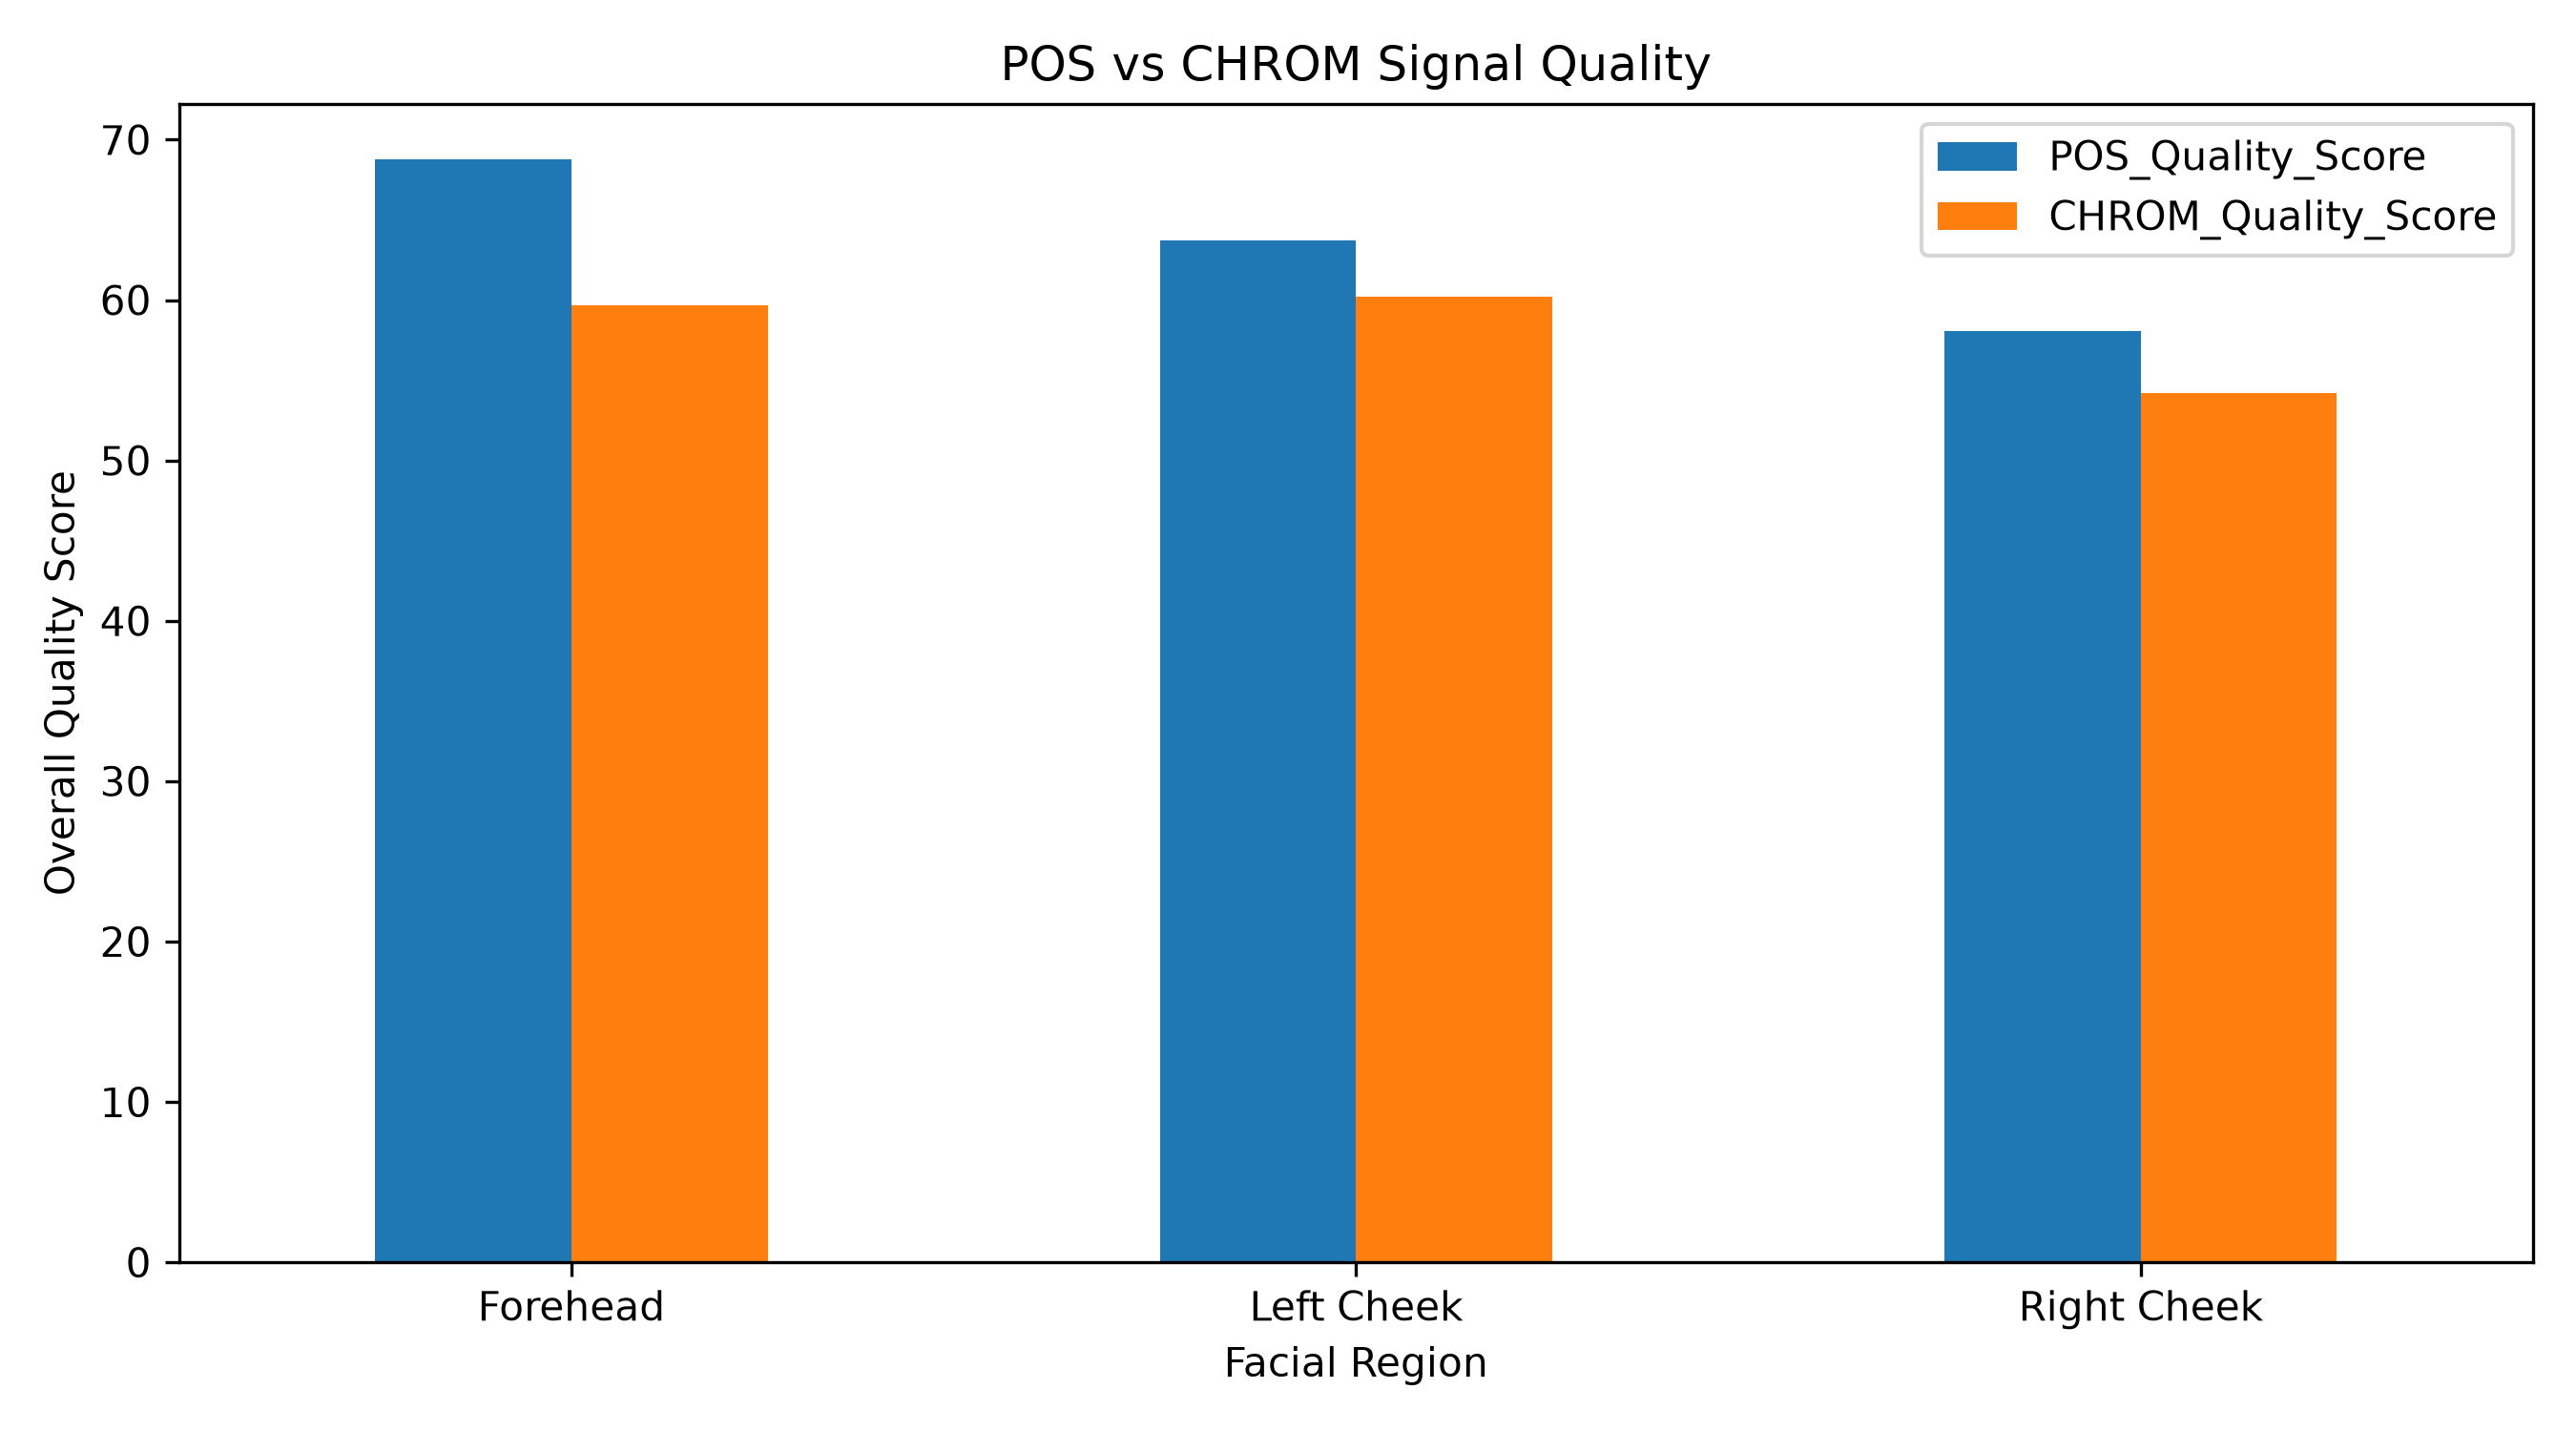 POS vs CHROM Signal Quality
POS_Quality_Score
CHROM_Quality_Score
Overall Quality Score
70
60
50
40
30
20
10
0
Forehead
Left Cheek
Right Cheek
Facial Region